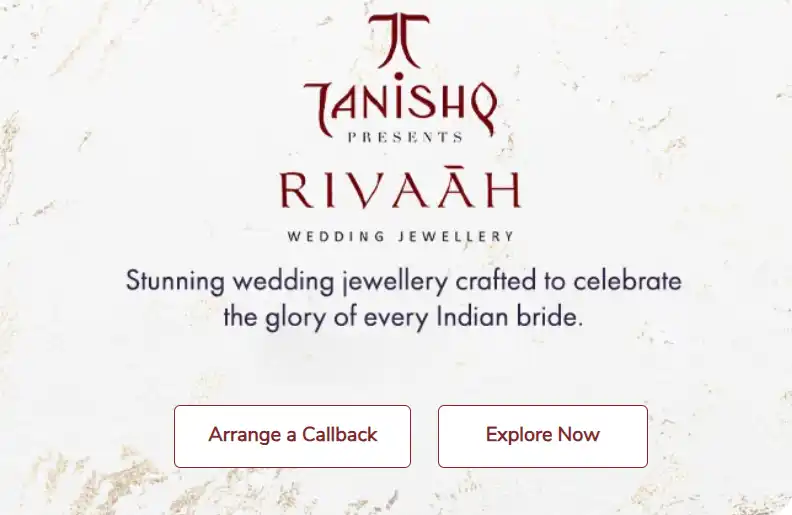 TANiSHQ
PRESENTS
RIVAĀH
WEDDING JEWELLERY
Stunning wedding jewellery crafted to celebrate
the glory of every Indian bride.
Arrange a Callback
Explore Now